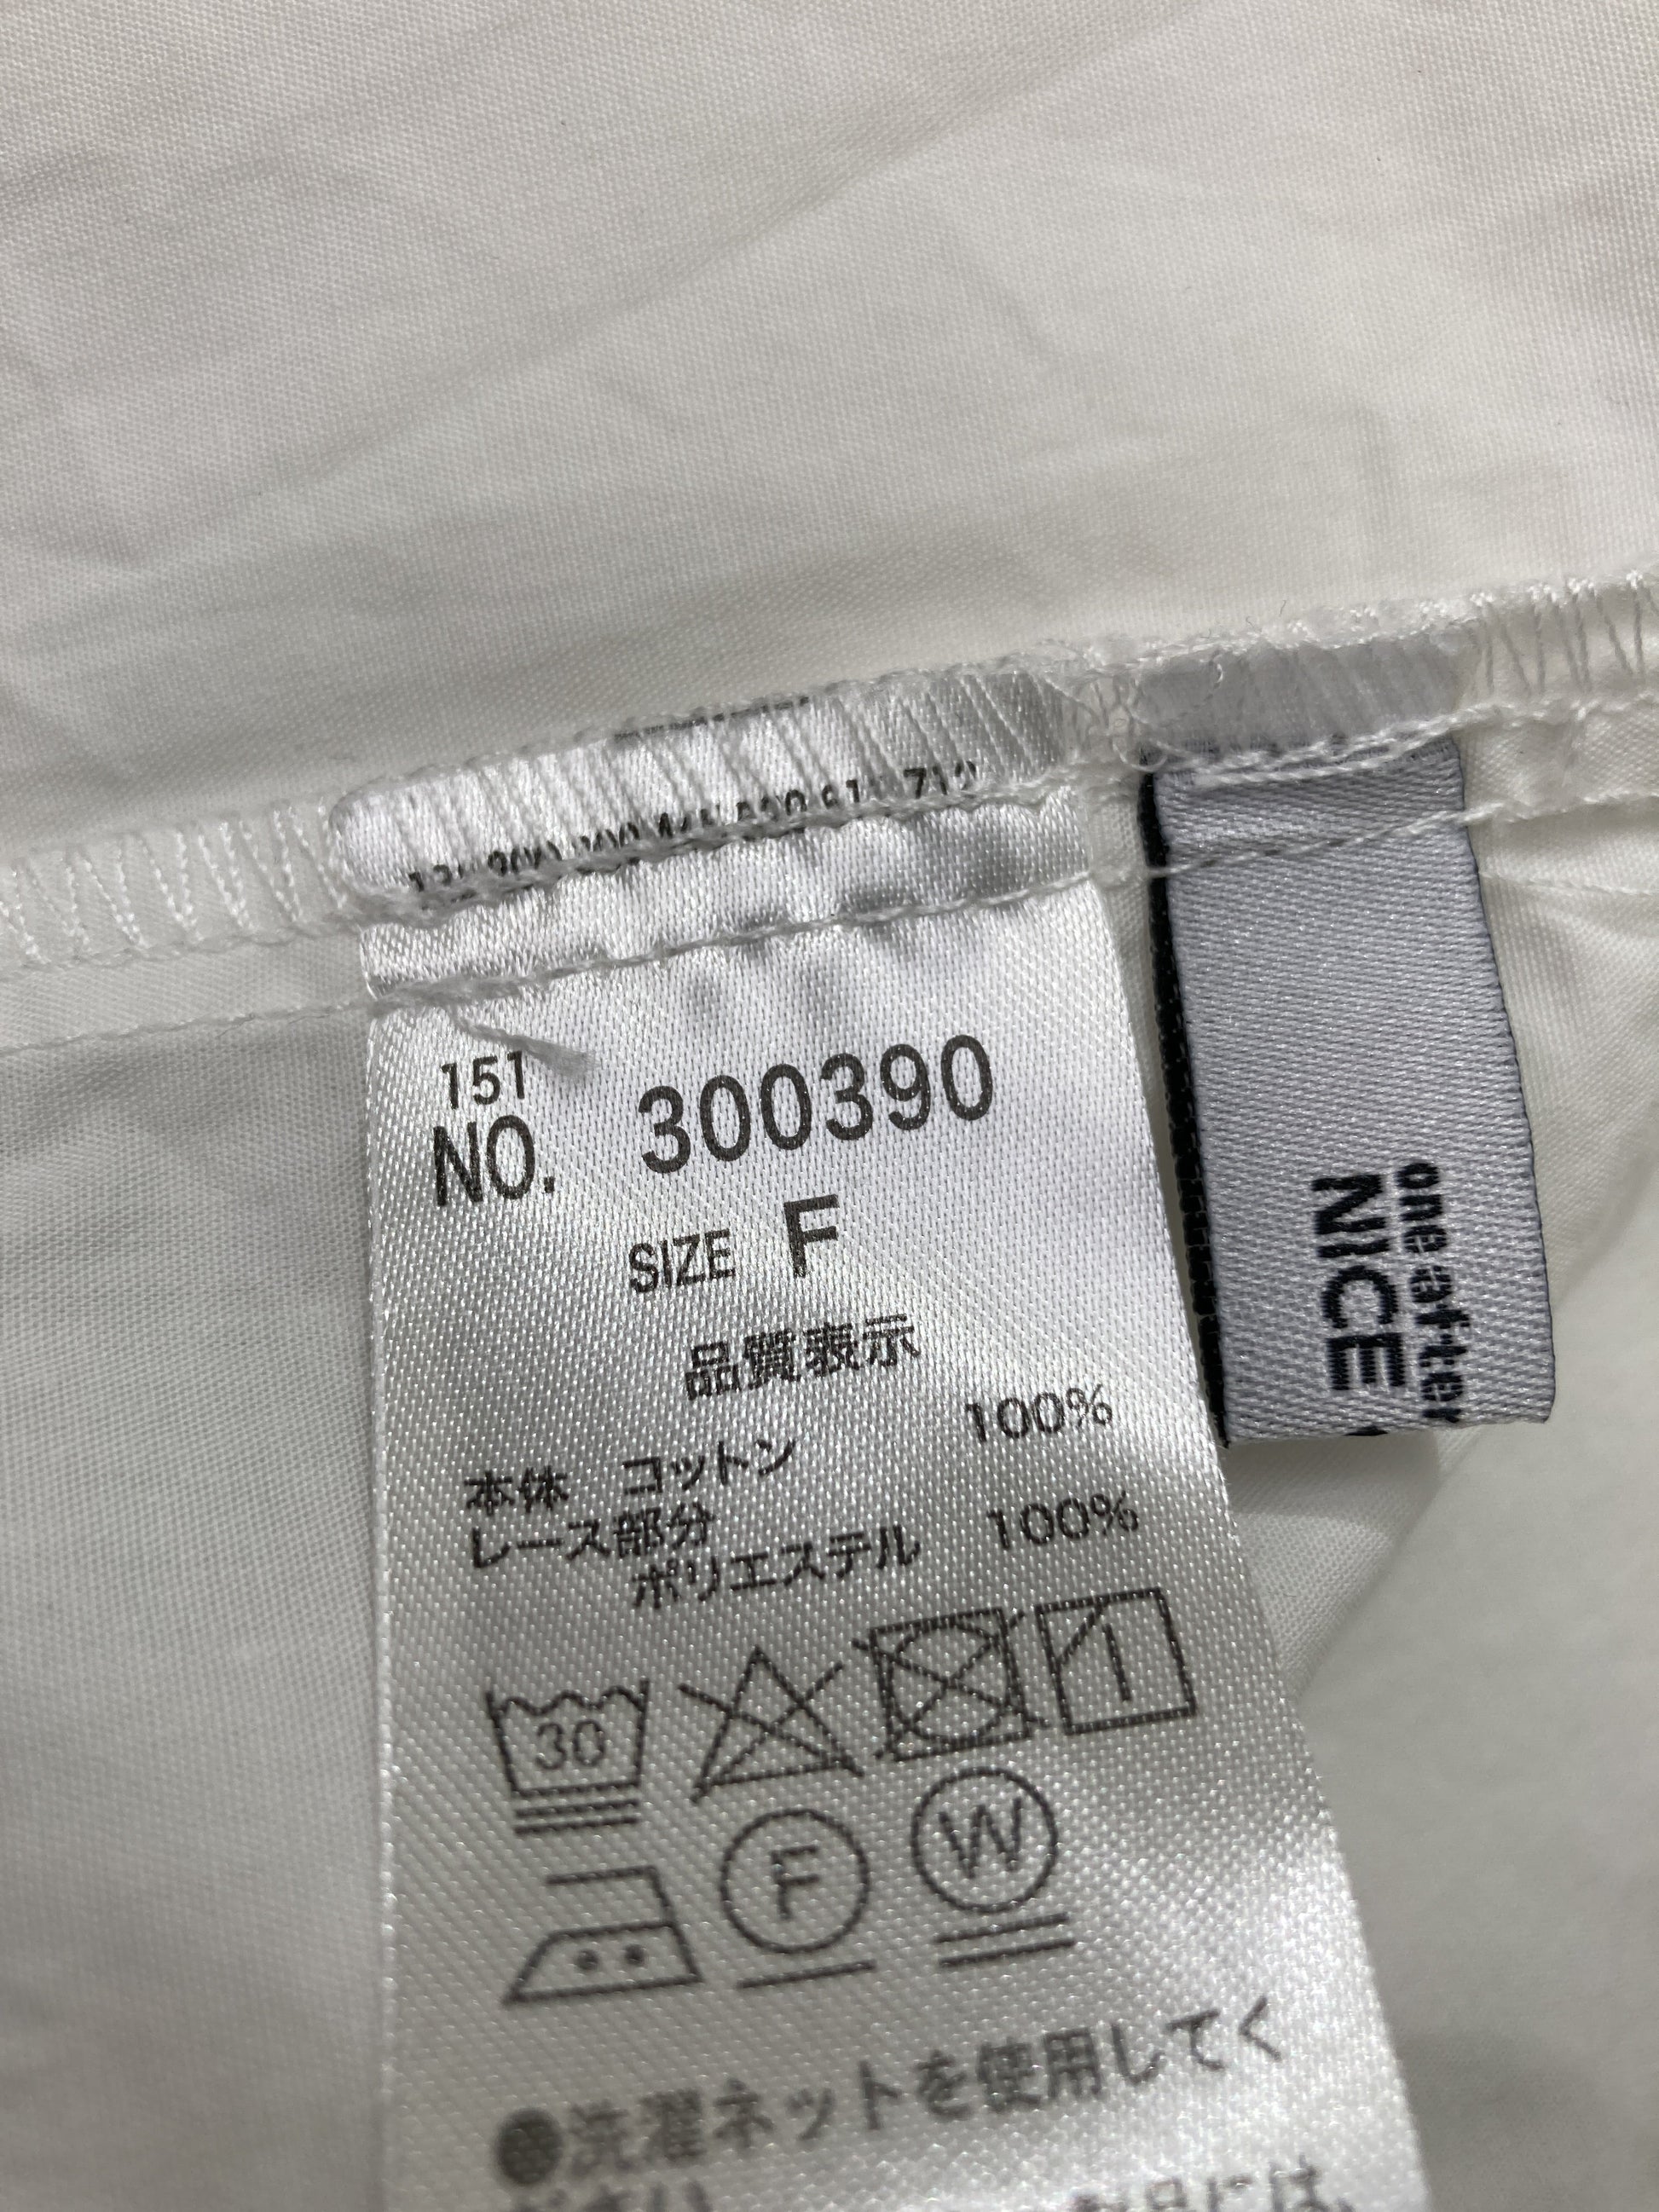 151
NO. 300390
SIZE F
品質表示
本体 コットン 100%
レース部分
ポリエステル 100%
30
1
F
W
●洗濯ネットを使用してく
one after
NICE